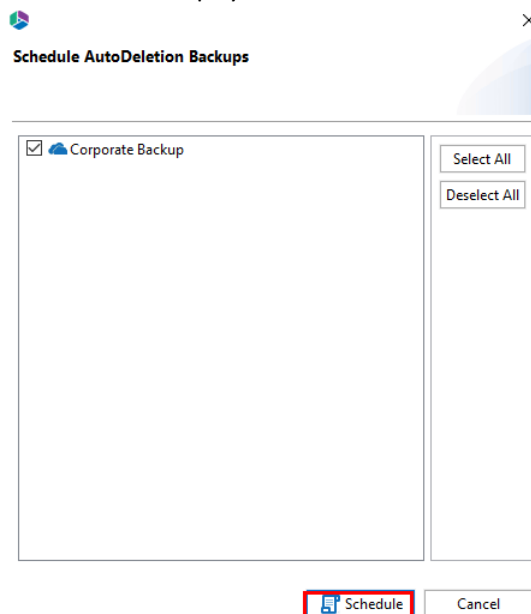 Schedule AutoDeletion Backups
Corporate Backup
Select All
Deselect All
Schedule
Cancel